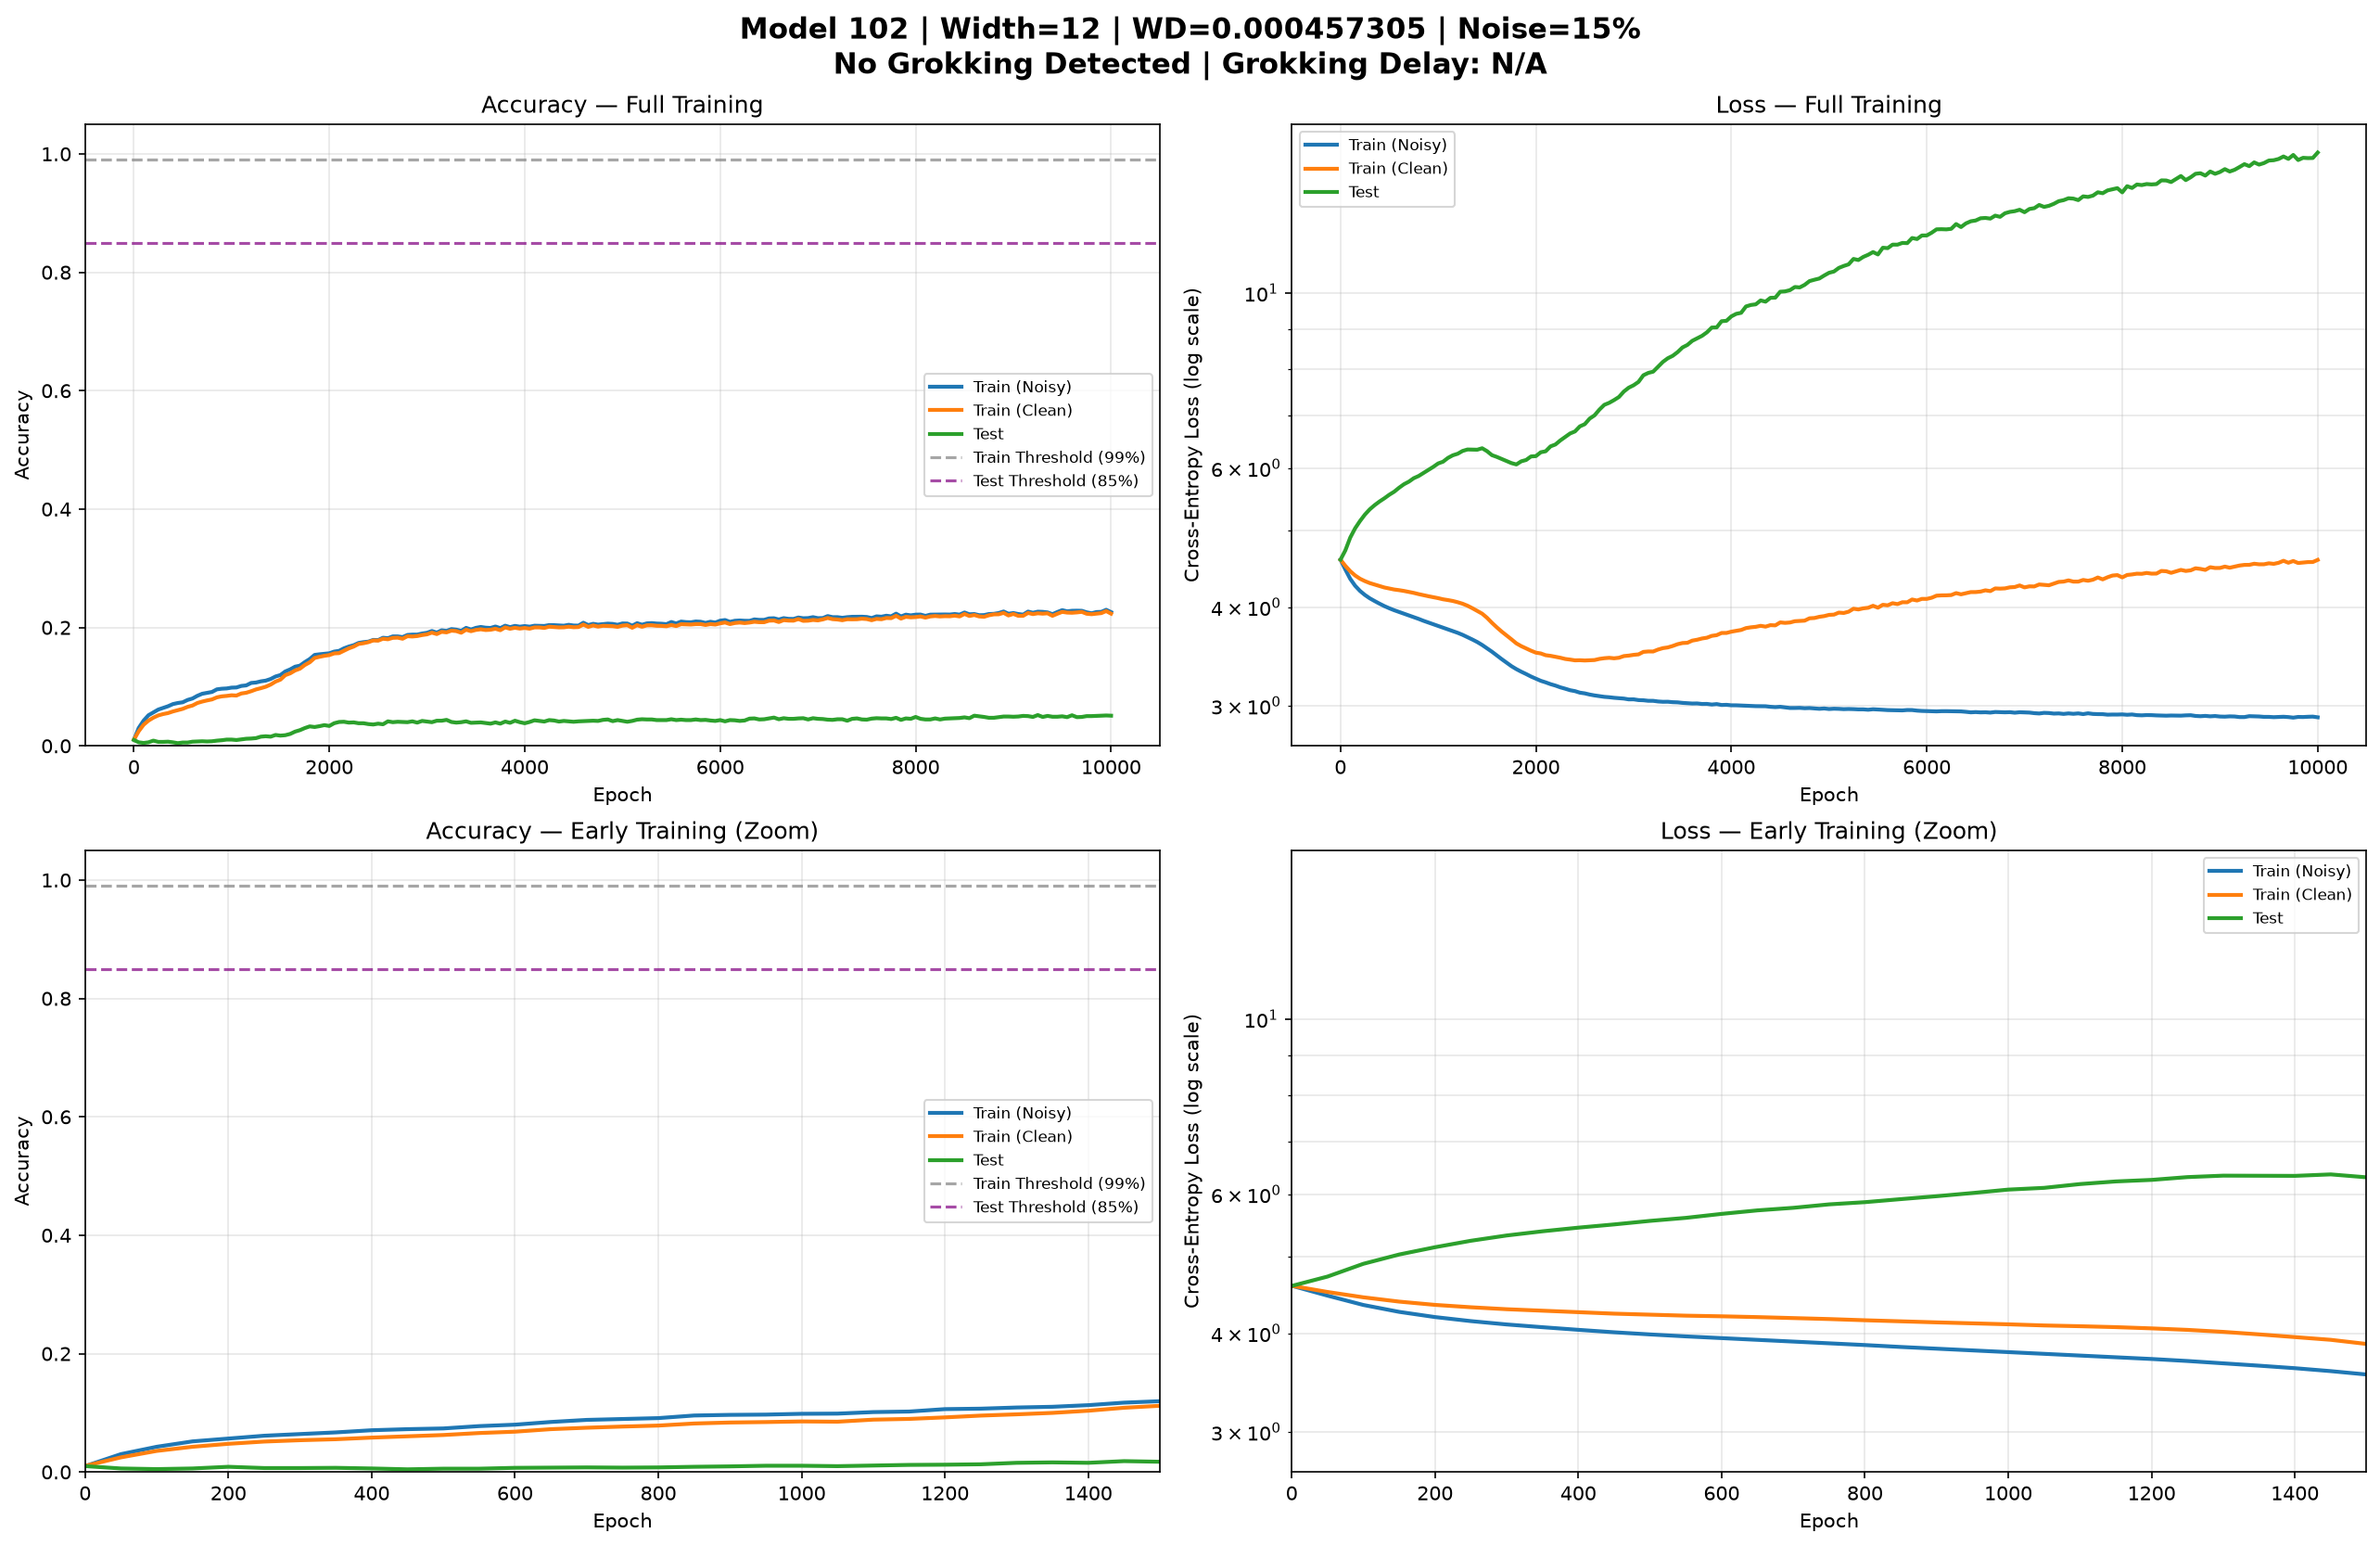 Model 102 | Width=12 | WD=0.000457305 | Noise=15%
No Grokking Detected | Grokking Delay: N/A
Accuracy — Full Training
Accuracy
1.0
0.8
0.6
0.4
0.2
0.0
Train (Noisy)
Train (Clean)
Test
Train Threshold (99%)
Test Threshold (85%)
0 2000 4000 6000 8000 10000
Epoch
Loss — Full Training
Cross-Entropy Loss (log scale)
10¹
6 × 10⁰
4 × 10⁰
3 × 10⁰
Train (Noisy)
Train (Clean)
Test
0 2000 4000 6000 8000 10000
Epoch
Accuracy — Early Training (Zoom)
Accuracy
1.0
0.8
0.6
0.4
0.2
0.0
Train (Noisy)
Train (Clean)
Test
Train Threshold (99%)
Test Threshold (85%)
0 200 400 600 800 1000 1200 1400
Epoch
Loss — Early Training (Zoom)
Cross-Entropy Loss (log scale)
10¹
6 × 10⁰
4 × 10⁰
3 × 10⁰
Train (Noisy)
Train (Clean)
Test
0 200 400 600 800 1000 1200 1400
Epoch